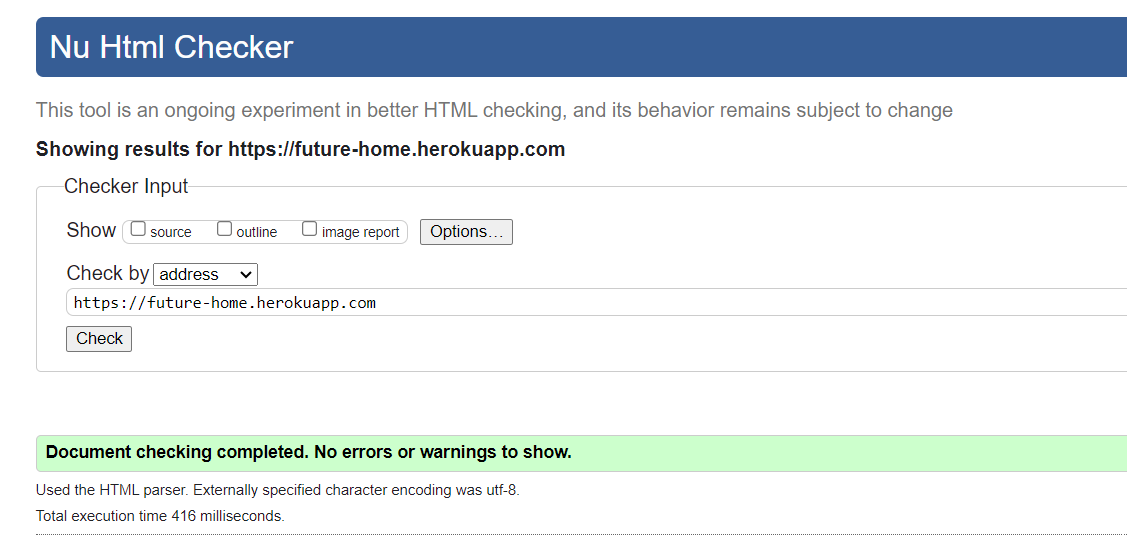 Nu Html Checker
This tool is an ongoing experiment in better HTML checking, and its behavior remains subject to change
Showing results for https://future-home.herokuapp.com
Checker Input
Show source outline image report Options...
Check by address
https://future-home.herokuapp.com
Check
Document checking completed. No errors or warnings to show.
Used the HTML parser. Externally specified character encoding was utf-8.
Total execution time 416 milliseconds.